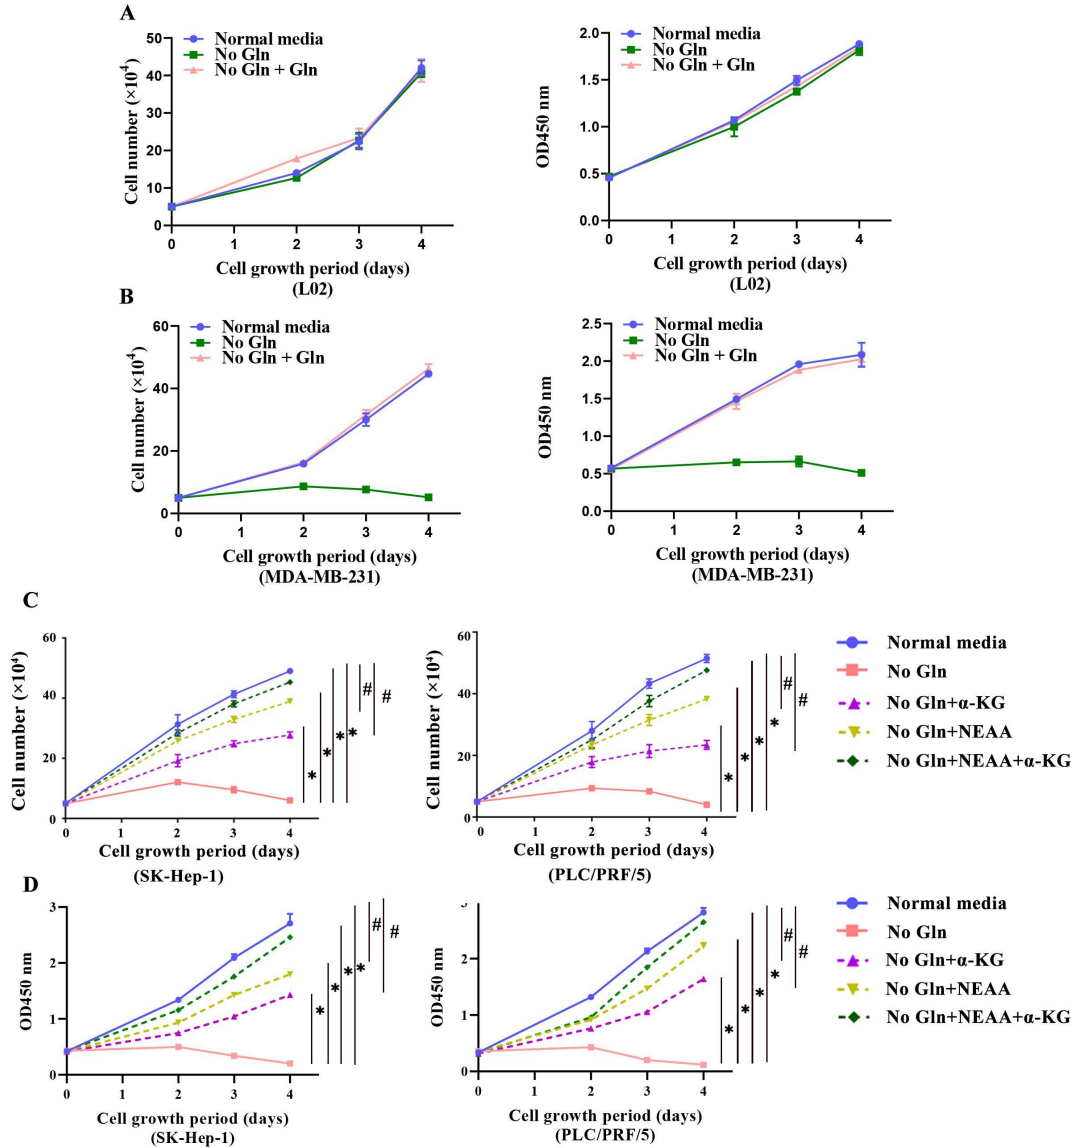 A
Normal media
No Gln
No Gln + Gln
Cell number (×10⁴)
50
40
30
20
10
0
0 1 2 3 4
Cell growth period (days)
(L02)
Normal media
No Gln
No Gln + Gln
OD450 nm
2.0
1.5
1.0
0.5
0.0
0 1 2 3 4
Cell growth period (days)
(L02)
B
Normal media
No Gln
No Gln + Gln
Cell number (×10⁴)
60
40
20
0
0 1 2 3 4
Cell growth period (days)
(MDA-MB-231)
Normal media
No Gln
No Gln + Gln
OD450 nm
2.5
2.0
1.5
1.0
0.5
0.0
0 1 2 3 4
Cell growth period (days)
(MDA-MB-231)
C
Cell number (×10⁴)
60
40
20
0
0 1 2 3 4
* * * * # #
Cell growth period (days)
(SK-Hep-1)
Cell number (×10⁴)
60
40
20
0
0 1 2 3 4
* * * * # #
Cell growth period (days)
(PLC/PRF/5)
Normal media
No Gln
No Gln+α-KG
No Gln+NEAA
No Gln+NEAA+α-KG
D
OD450 nm
3
2
1
0
0 1 2 3 4
* * * * # #
Cell growth period (days)
(SK-Hep-1)
OD450 nm
3
2
1
0
0 1 2 3 4
* * * * # #
Cell growth period (days)
(PLC/PRF/5)
Normal media
No Gln
No Gln+α-KG
No Gln+NEAA
No Gln+NEAA+α-KG